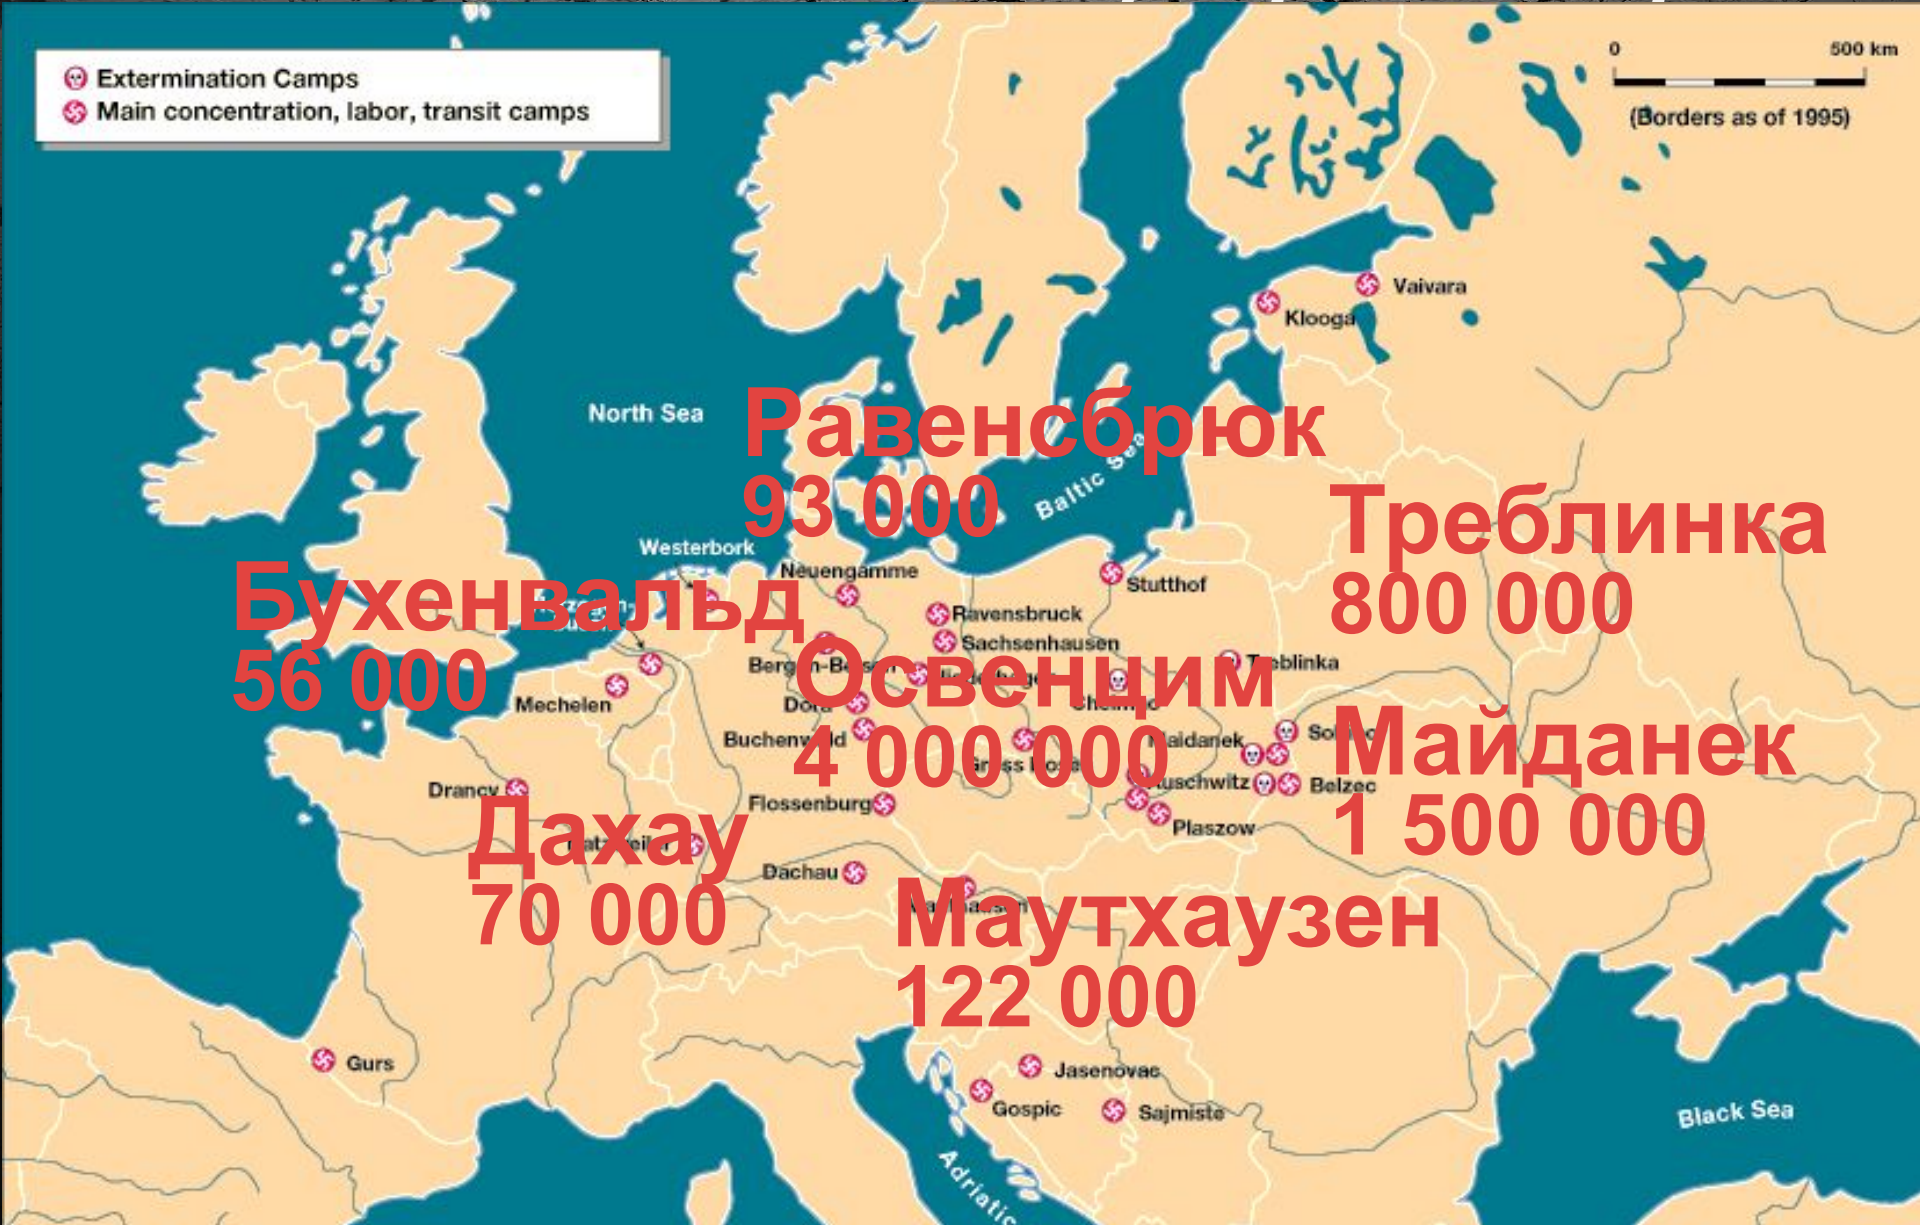 Extermination Camps
Main concentration, labor, transit camps
0 500 km
(Borders as of 1995)
Vaivara
Klooga
North Sea
Равенсбрюк
93 000
Baltic Sea
Треблинка
800 000
Westerbork
Neuengamme
Stutthof
Бухенвальд
56 000
Ravensbruck
Sachsenhausen
Treblinka
Освенцим
4 000 000
Mechelen
Dora
Buchenwald
Майданек
1 500 000
Drancy
Flossenburg
Belzec
Plaszow
Дахау
70 000
Dachau
Маутхаузен
122 000
Gurs
Jasenovac
Gospic
Sajmiste
Black Sea
Adriatic